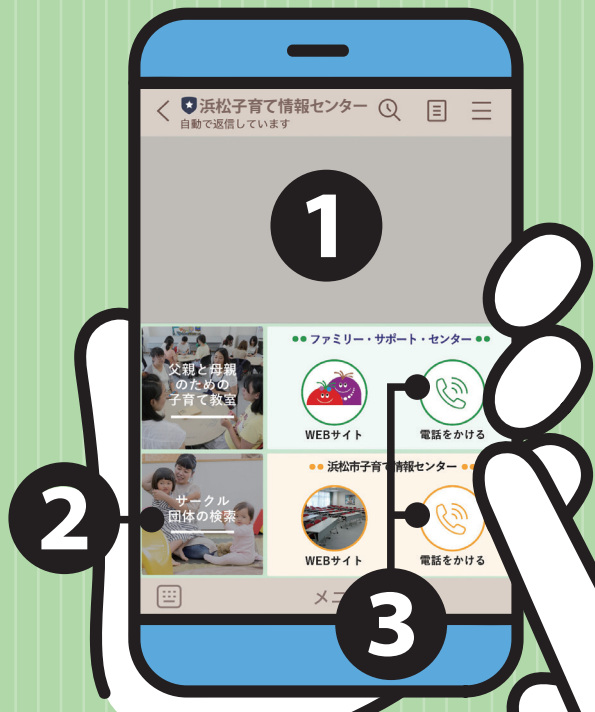 浜松子育て情報センター
自動で返信しています
1
父親と母親
のための
子育て教室
ファミリー・サポート・センター
WEBサイト
電話をかける
2
サークル
団体の検索
浜松市子育て情報センター
WEBサイト
電話をかける
メニ
3